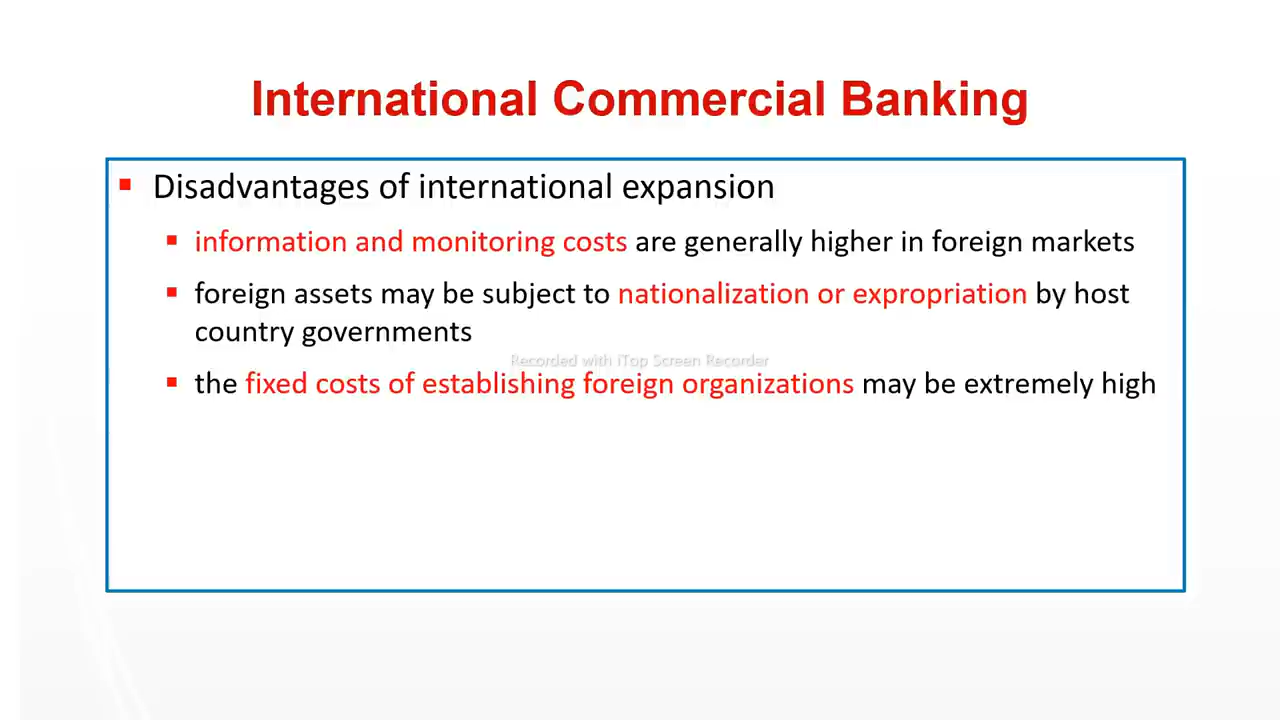 International Commercial Banking
Disadvantages of international expansion
information and monitoring costs are generally higher in foreign markets
foreign assets may be subject to nationalization or expropriation by host
country governments
Recorded with iTop Screen Recorder
the fixed costs of establishing foreign organizations may be extremely high